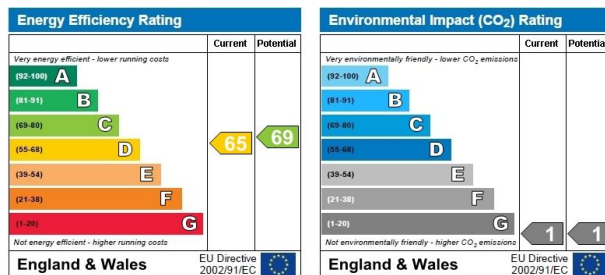 Energy Efficiency Rating
Current Potential
Very energy efficient - lower running costs
(92-100) A
(81-91) B
(69-80) C
(55-68) D
(39-54) E
(21-38) F
(1-20) G
65 69
Not energy efficient - higher running costs
England & Wales
EU Directive
2002/91/EC
Environmental Impact (CO2) Rating
Current Potential
Very environmentally friendly - lower CO2 emissions
(92-100) A
(81-91) B
(69-80) C
(55-68) D
(39-54) E
(21-38) F
(1-20) G
1 1
Not environmentally friendly - higher CO2 emissions
England & Wales
EU Directive
2002/91/EC